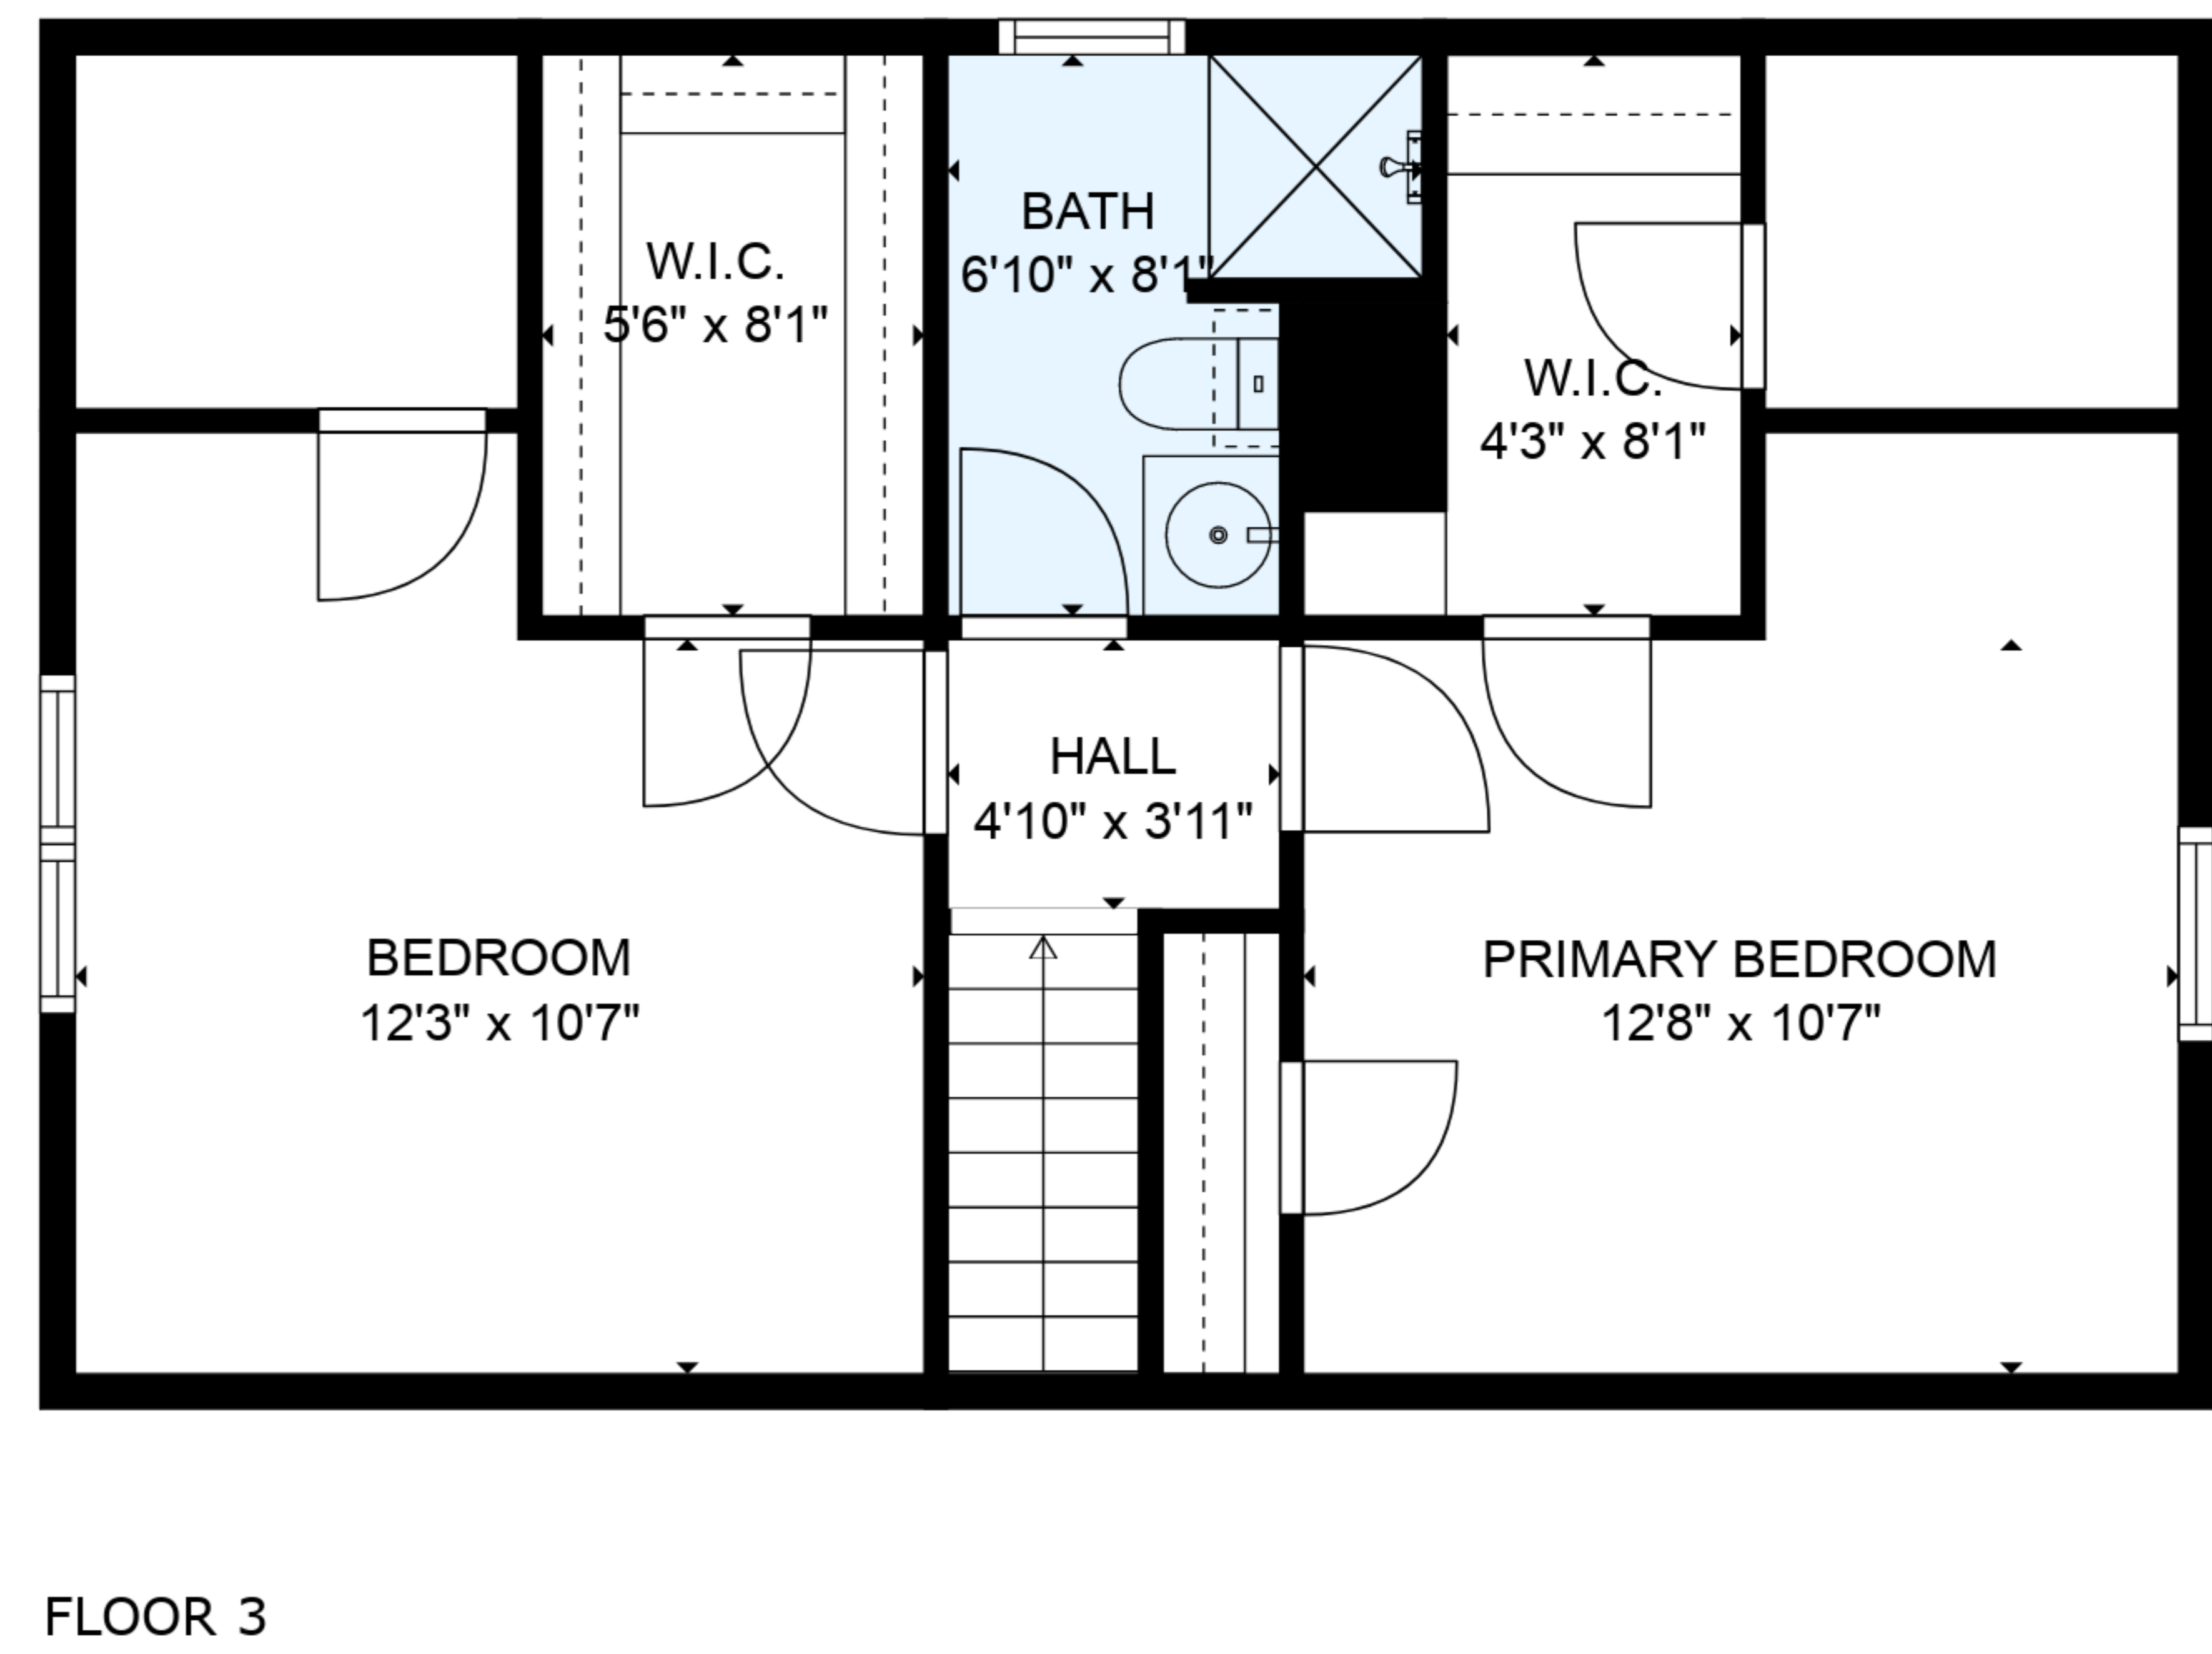 BATH
6'10" x 8'1"
W.I.C.
5'6" x 8'1"
W.I.C.
4'3" x 8'1"
HALL
4'10" x 3'11"
BEDROOM
12'3" x 10'7"
PRIMARY BEDROOM
12'8" x 10'7"
FLOOR 3